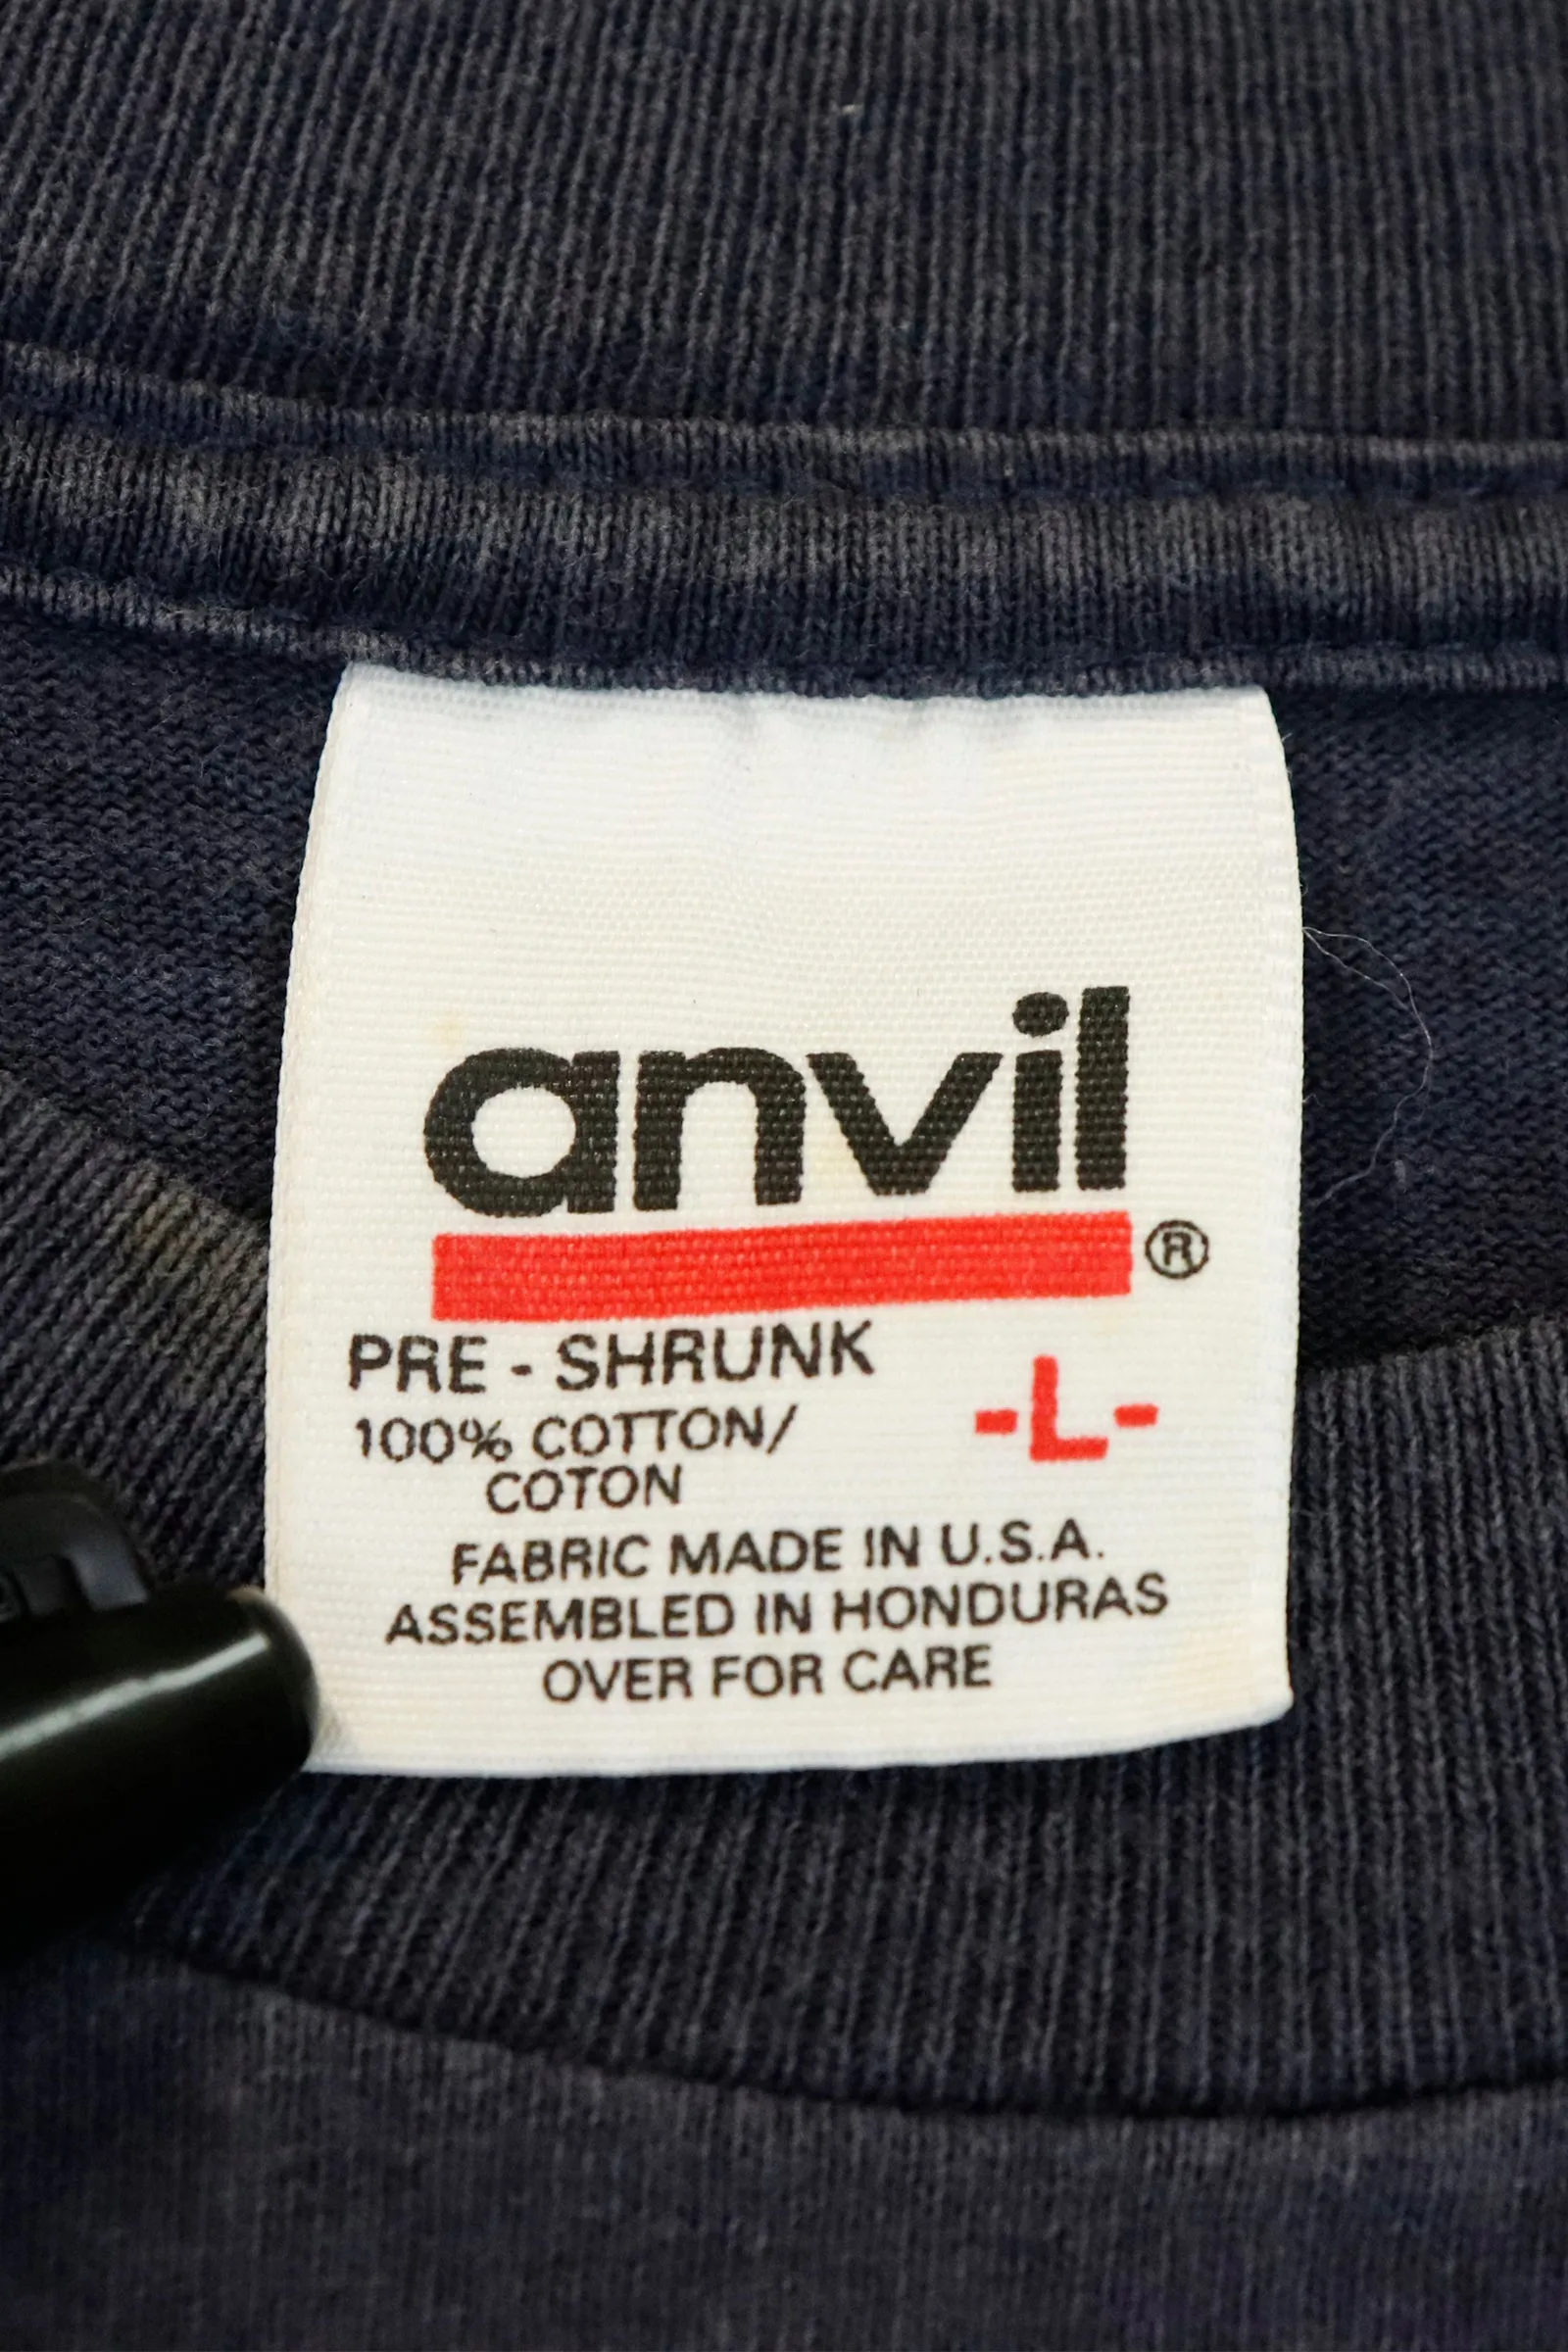 anvil
®
PRE - SHRUNK
-L-
100% COTTON/
COTON
FABRIC MADE IN U.S.A.
ASSEMBLED IN HONDURAS
OVER FOR CARE